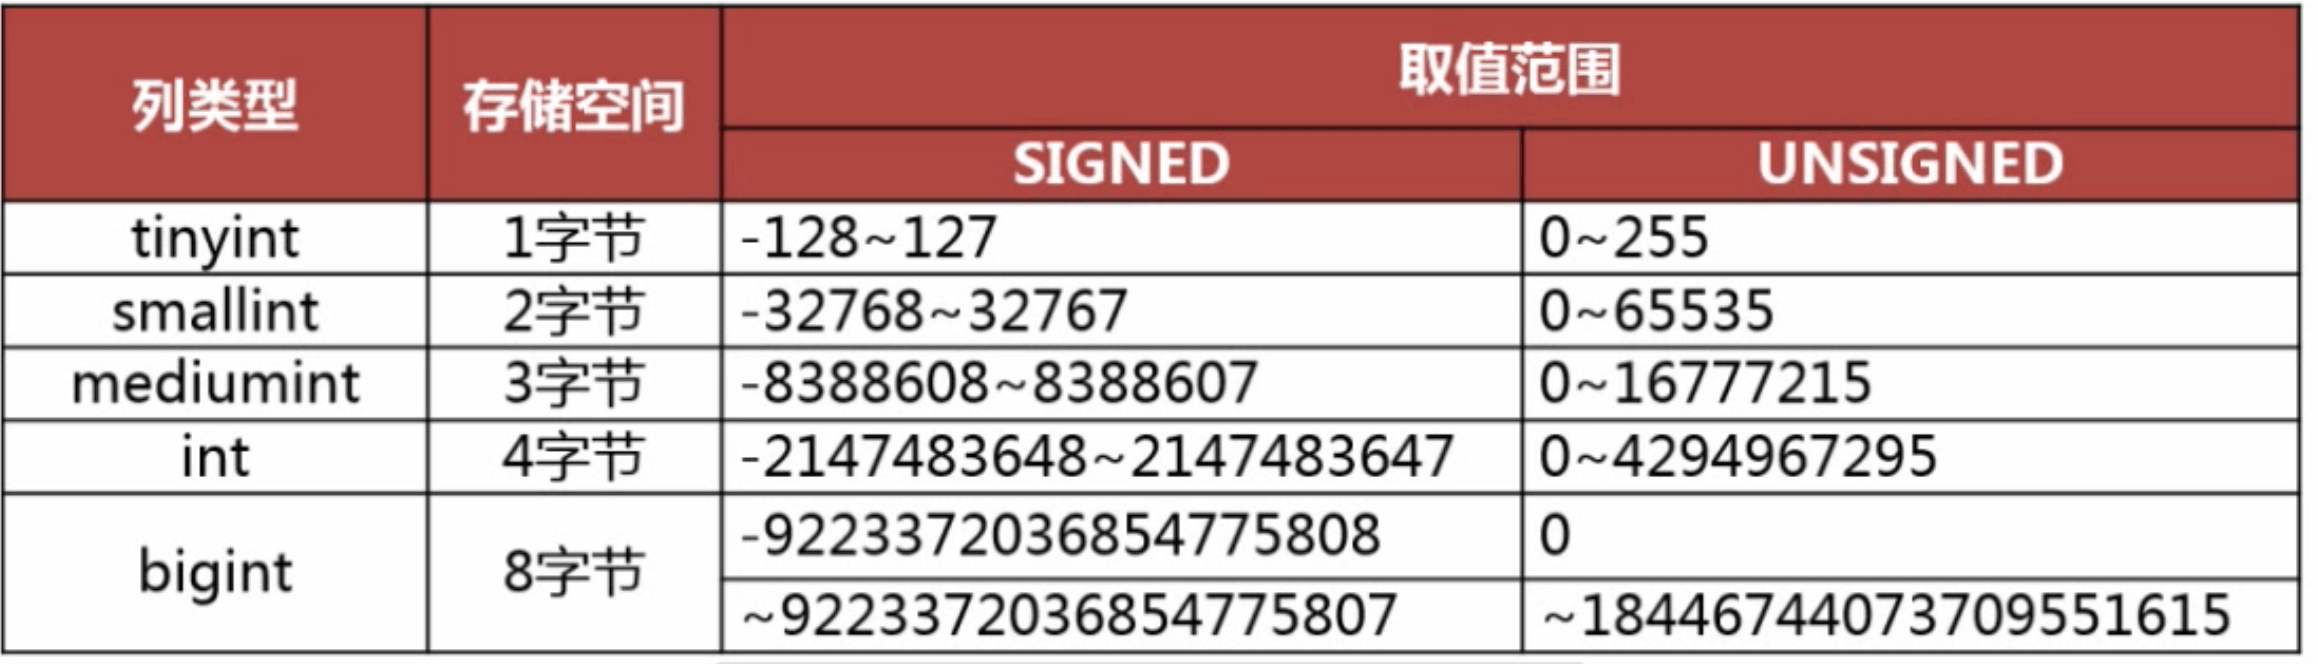 列类型 存储空间 取值范围
SIGNED UNSIGNED
tinyint 1字节 -128~127 0~255
smallint 2字节 -32768~32767 0~65535
mediumint 3字节 -8388608~8388607 0~16777215
int 4字节 -2147483648~2147483647 0~4294967295
bigint 8字节 -9223372036854775808 0
~9223372036854775807 ~18446744073709551615